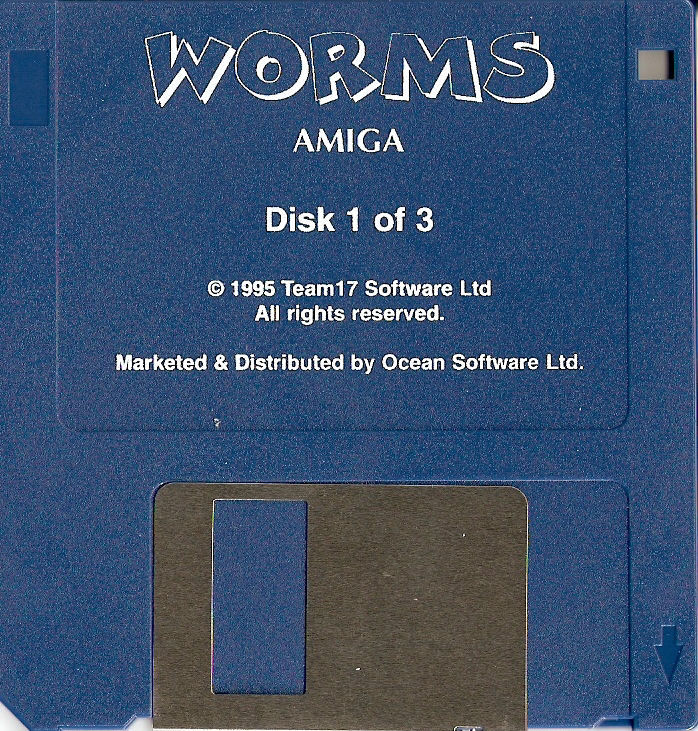 WORMS
AMIGA
Disk 1 of 3
© 1995 Team17 Software Ltd
All rights reserved.
Marketed & Distributed by Ocean Software Ltd.